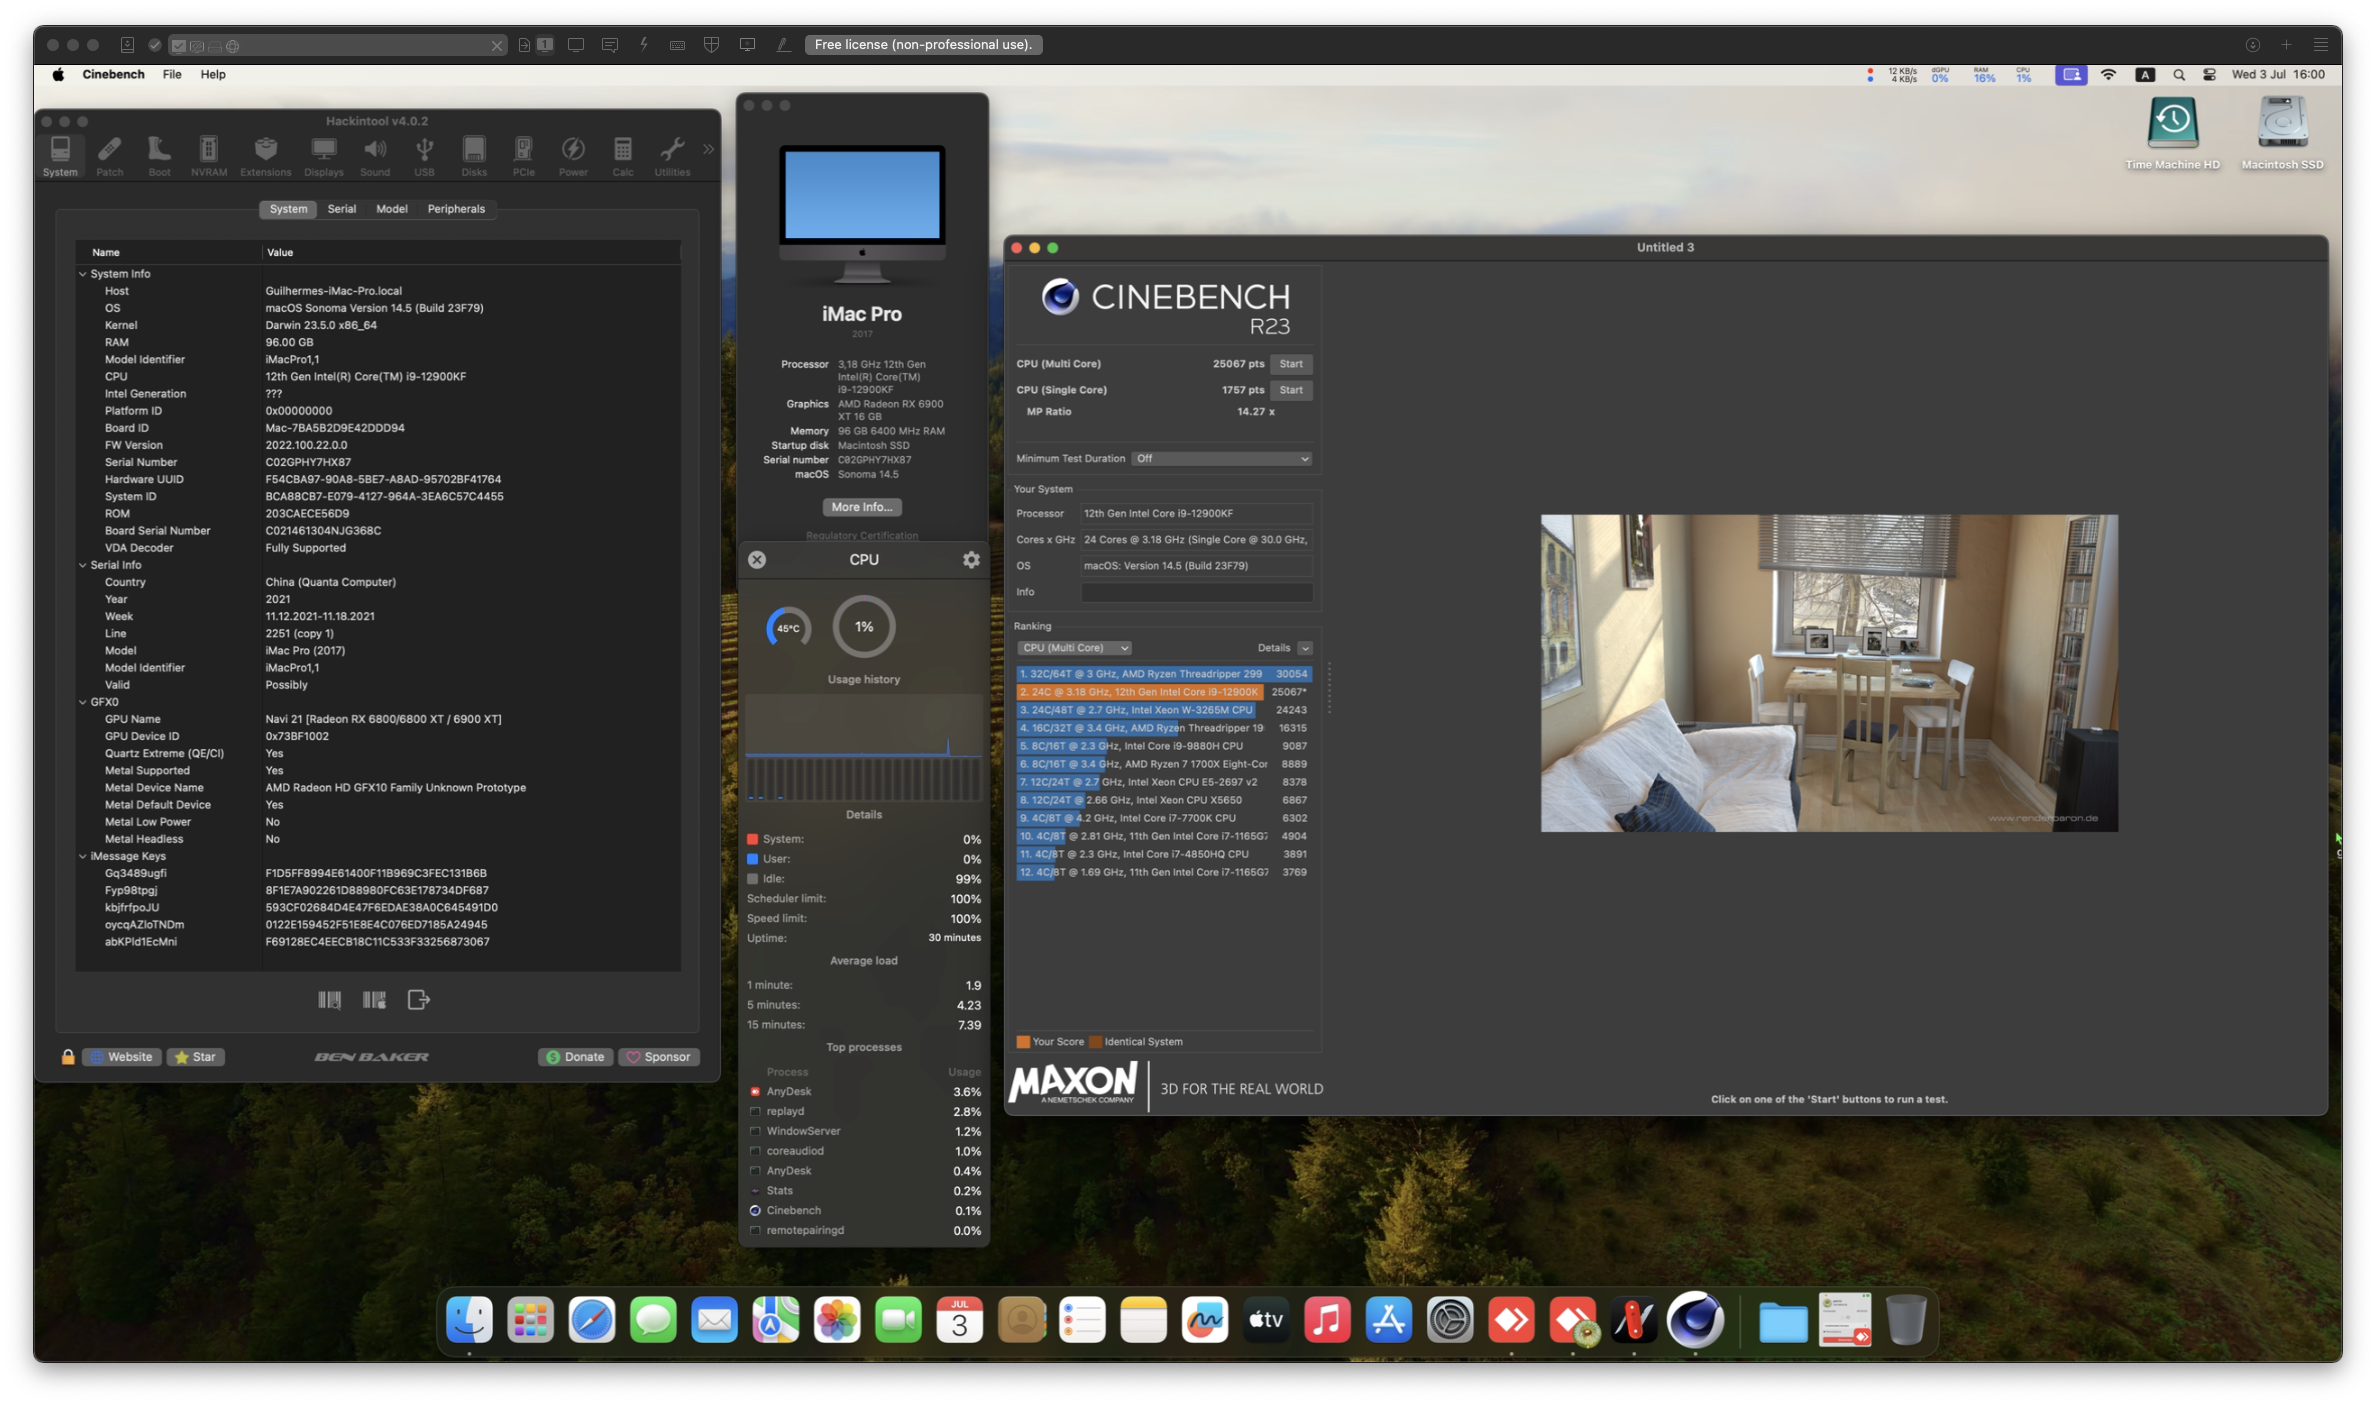 Free license (non-professional use).
Cinebench File Help
12 KB/s
4 KB/s
dGPU
0%
RAM
16%
CPU
1%
A
Wed 3 Jul 16:00
Time Machine HD
Macintosh SSD
Hackintool v4.0.2
System Patch Boot NVRAM Extensions Displays Sound USB Disks PCIe Power Calc Utilities
System Serial Model Peripherals
Name Value
System Info
Host Guilhermes-iMac-Pro.local
OS macOS Sonoma Version 14.5 (Build 23F79)
Kernel Darwin 23.5.0 x86_64
RAM 96.00 GB
Model Identifier iMacPro1,1
CPU 12th Gen Intel(R) Core(TM) i9-12900KF
Intel Generation ???
Platform ID 0x00000000
Board ID Mac-7BA5B2D9E42DDD94
FW Version 2022.100.22.0.0
Serial Number C02GPHY7HX87
Hardware UUID F54CBA97-90A8-5BE7-A8AD-95702BF41764
System ID BCA88CB7-E079-4127-964A-3EA6C57C4455
ROM 203CAECE56D9
Board Serial Number C021461304NJG368C
VDA Decoder Fully Supported
Serial Info
Country China (Quanta Computer)
Year 2021
Week 11.12.2021-11.18.2021
Line 2251 (copy 1)
Model iMac Pro (2017)
Model Identifier iMacPro1,1
Valid Possibly
GFX0
GPU Name Navi 21 [Radeon RX 6800/6800 XT / 6900 XT]
GPU Device ID 0x73BF1002
Quartz Extreme (QE/CI) Yes
Metal Supported Yes
Metal Device Name AMD Radeon HD GFX10 Family Unknown Prototype
Metal Default Device Yes
Metal Low Power No
Metal Headless No
iMessage Keys
Gq3489ugfi F1D5FF8994E61400F11B969C3FEC131B6B
Fyp98tpgj 8F1E7A902261D88980FC63E178734DF687
kbjfrfpoJU 593CF02684D4E47F6EDAE38A0C645491D0
oycqAZloTNDm 0122E159452F51E8E4C076ED7185A24945
abKPld1EcMni F69128EC4EECB18C11C533F33256873067
Website Star BEN BAKER Donate Sponsor
iMac Pro
2017
Processor 3,18 GHz 12th Gen
Intel(R) Core(TM)
i9-12900KF
Graphics AMD Radeon RX 6900
XT 16 GB
Memory 96 GB 6400 MHz RAM
Startup disk Macintosh SSD
Serial number C02GPHY7HX87
macOS Sonoma 14.5
More Info...
Regulatory Certification
CPU
45°C 1%
Usage history
Details
System: 0%
User: 0%
Idle: 99%
Scheduler limit: 100%
Speed limit: 100%
Uptime: 30 minutes
Average load
1 minute: 1.9
5 minutes: 4.23
15 minutes: 7.39
Top processes
Process Usage
AnyDesk 3.6%
replayd 2.8%
WindowServer 1.2%
coreaudiod 1.0%
AnyDesk 0.4%
Stats 0.2%
Cinebench 0.1%
remotepairingd 0.0%
Untitled 3
CINEBENCH
R23
CPU (Multi Core) 25067 pts Start
CPU (Single Core) 1757 pts Start
MP Ratio 14.27 x
Minimum Test Duration Off
Your System
Processor 12th Gen Intel Core i9-12900KF
Cores x GHz 24 Cores @ 3.18 GHz (Single Core @ 30.0 GHz,
OS macOS: Version 14.5 (Build 23F79)
Info
Ranking
CPU (Multi Core) Details
1. 32C/64T @ 3 GHz, AMD Ryzen Threadripper 299 30054
2. 24C @ 3.18 GHz, 12th Gen Intel Core i9-12900K 25067*
3. 24C/48T @ 2.7 GHz, Intel Xeon W-3265M CPU 24243
4. 16C/32T @ 3.4 GHz, AMD Ryzen Threadripper 19 16315
5. 8C/16T @ 2.3 GHz, Intel Core i9-9880H CPU 9087
6. 8C/16T @ 3.4 GHz, AMD Ryzen 7 1700X Eight-Cor 8889
7. 12C/24T @ 2.7 GHz, Intel Xeon CPU E5-2697 v2 8378
8. 12C/24T @ 2.66 GHz, Intel Xeon CPU X5650 6867
9. 4C/8T @ 4.2 GHz, Intel Core i7-7700K CPU 6302
10. 4C/8T @ 2.81 GHz, 11th Gen Intel Core i7-1165G7 4904
11. 4C/8T @ 2.3 GHz, Intel Core i7-4850HQ CPU 3891
12. 4C/8T @ 1.69 GHz, 11th Gen Intel Core i7-1165G7 3769
Your Score Identical System
MAXON
A NEMETSCHEK COMPANY
3D FOR THE REAL WORLD
www.renderbaron.de
Click on one of the 'Start' buttons to run a test.
JUL
3
tv